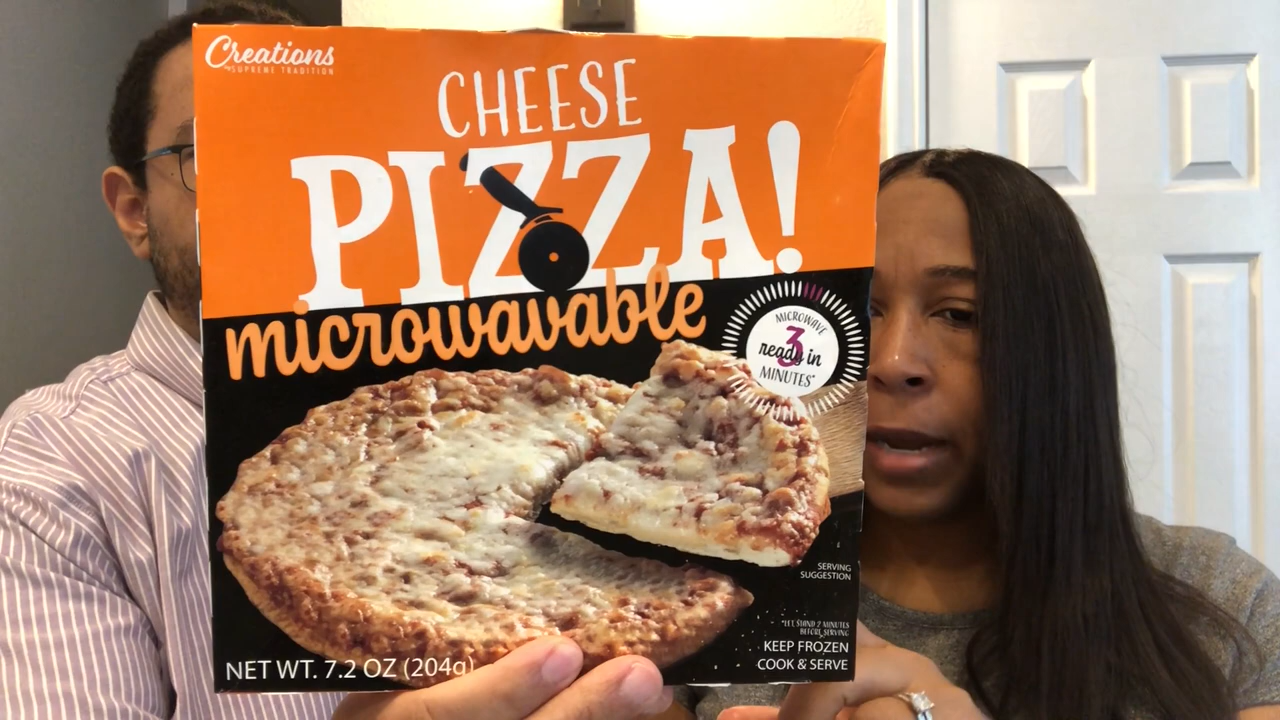 Creations
BY SUPREME TRADITION
CHEESE
PIZZA!
microwavable
MICROWAVE
3
ready in
MINUTES*
SERVING
SUGGESTION
*LET STAND 2 MINUTES
BEFORE SERVING
KEEP FROZEN
COOK & SERVE
NET WT. 7.2 OZ (204g)